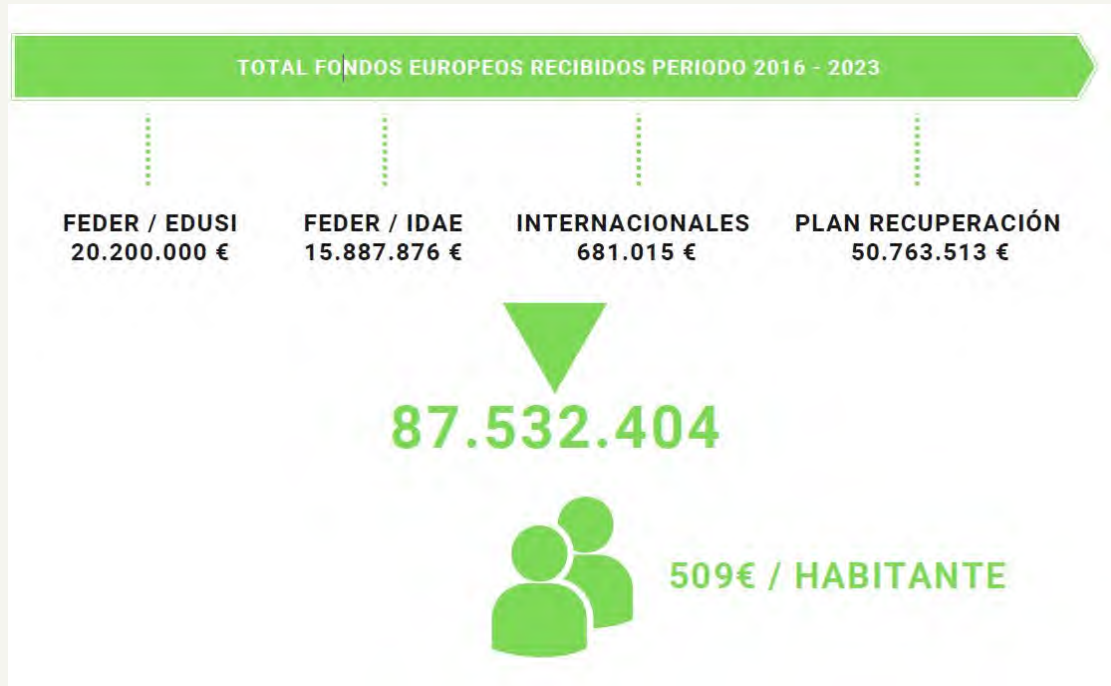 TOTAL FONDOS EUROPEOS RECIBIDOS PERIODO 2016 - 2023
FEDER / EDUSI
20.200.000 €
FEDER / IDAE
15.887.876 €
INTERNACIONALES
681.015 €
PLAN RECUPERACIÓN
50.763.513 €
87.532.404
509€ / HABITANTE